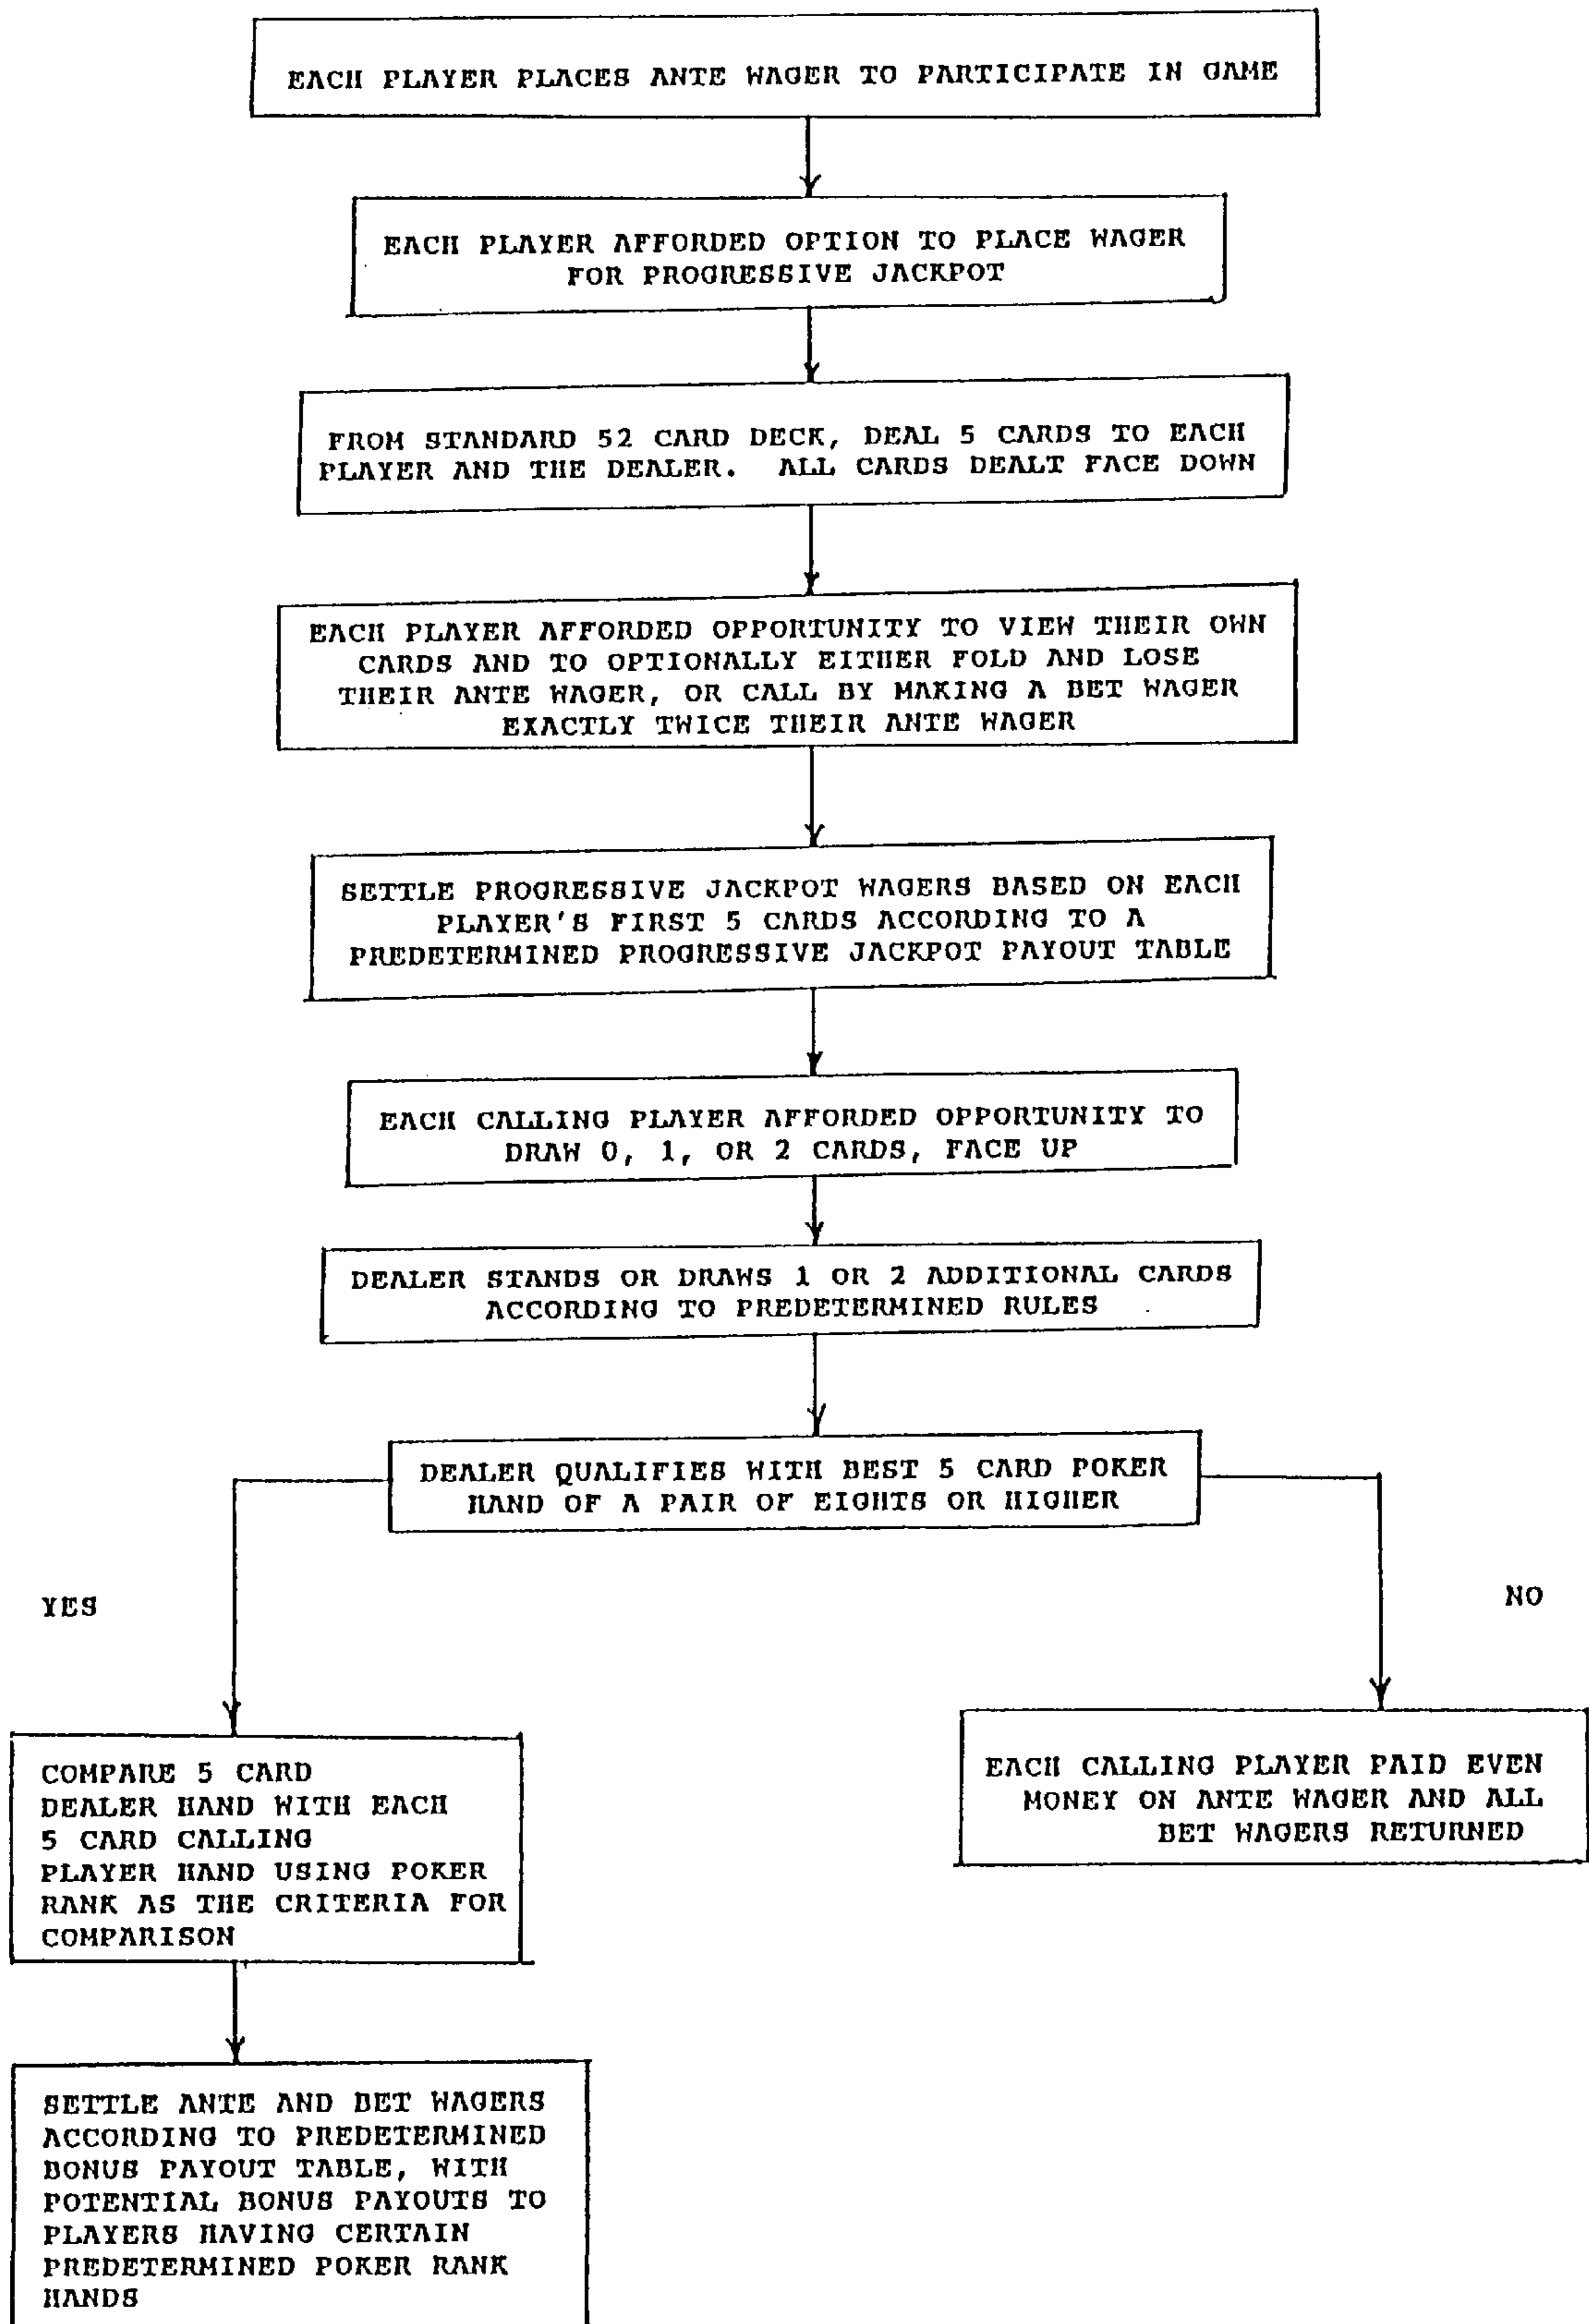 EACH PLAYER PLACES ANTE WAGER TO PARTICIPATE IN GAME
EACH PLAYER AFFORDED OPTION TO PLACE WAGER
FOR PROGRESSIVE JACKPOT
FROM STANDARD 52 CARD DECK, DEAL 5 CARDS TO EACH
PLAYER AND THE DEALER. ALL CARDS DEALT FACE DOWN
EACH PLAYER AFFORDED OPPORTUNITY TO VIEW THEIR OWN
CARDS AND TO OPTIONALLY EITHER FOLD AND LOSE
THEIR ANTE WAGER, OR CALL BY MAKING A BET WAGER
EXACTLY TWICE THEIR ANTE WAGER
SETTLE PROGRESSIVE JACKPOT WAGERS BASED ON EACH
PLAYER'S FIRST 5 CARDS ACCORDING TO A
PREDETERMINED PROGRESSIVE JACKPOT PAYOUT TABLE
EACH CALLING PLAYER AFFORDED OPPORTUNITY TO
DRAW 0, 1, OR 2 CARDS, FACE UP
DEALER STANDS OR DRAWS 1 OR 2 ADDITIONAL CARDS
ACCORDING TO PREDETERMINED RULES
DEALER QUALIFIES WITH BEST 5 CARD POKER
HAND OF A PAIR OF EIGHTS OR HIGHER
YES
NO
COMPARE 5 CARD
DEALER HAND WITH EACH
5 CARD CALLING
PLAYER HAND USING POKER
RANK AS THE CRITERIA FOR
COMPARISON
EACH CALLING PLAYER PAID EVEN
MONEY ON ANTE WAGER AND ALL
BET WAGERS RETURNED
SETTLE ANTE AND BET WAGERS
ACCORDING TO PREDETERMINED
BONUS PAYOUT TABLE, WITH
POTENTIAL BONUS PAYOUTS TO
PLAYERS HAVING CERTAIN
PREDETERMINED POKER RANK
HANDS